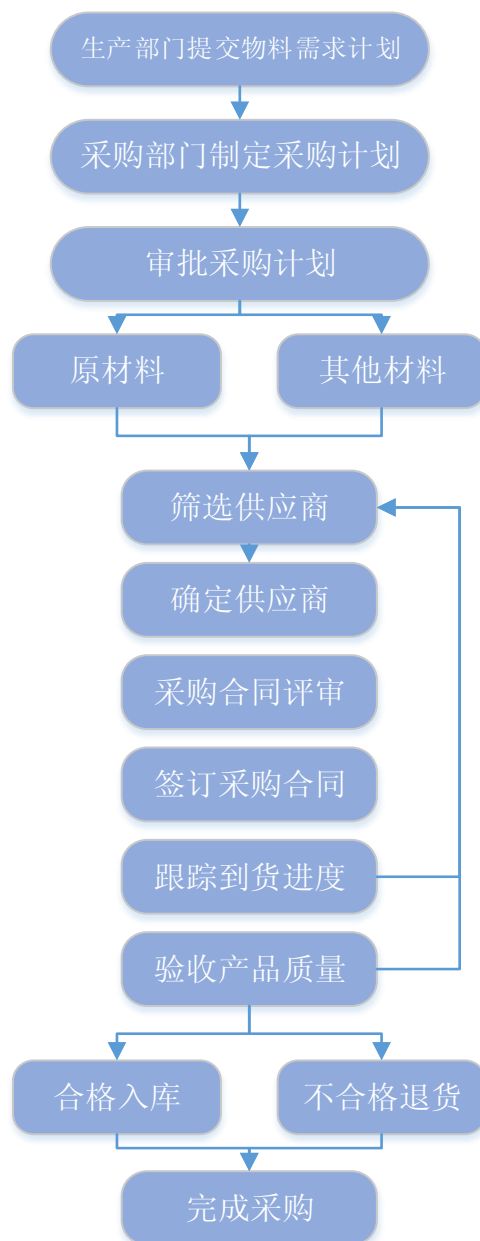 生产部门提交物料需求计划
采购部门制定采购计划
审批采购计划
原材料
其他材料
筛选供应商
确定供应商
采购合同评审
签订采购合同
跟踪到货进度
验收产品质量
合格入库
不合格退货
完成采购